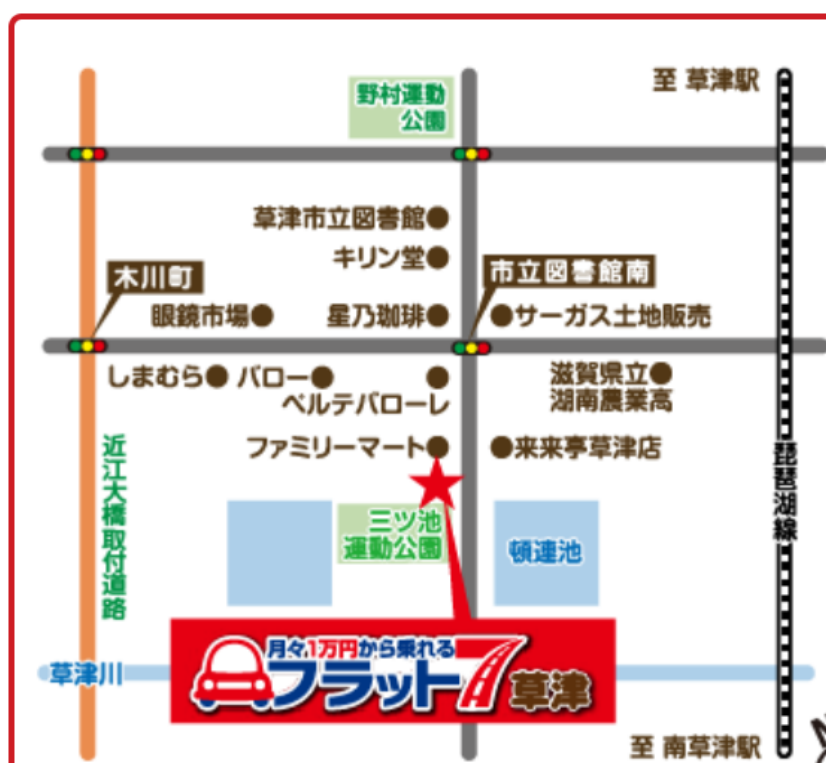 至 草津駅
野村運動
公園
草津市立図書館
キリン堂
市立図書館南
木川町
眼鏡市場
星乃珈琲
サーガス土地販売
しまむら
バロー
ベルテバローレ
滋賀県立
湖南農業高
ファミリーマート
来来亭草津店
近江大橋取付道路
琵琶湖線
三ツ池
運動公園
頓連池
草津川
月々1万円から乗れる
フラット7
草津
至 南草津駅